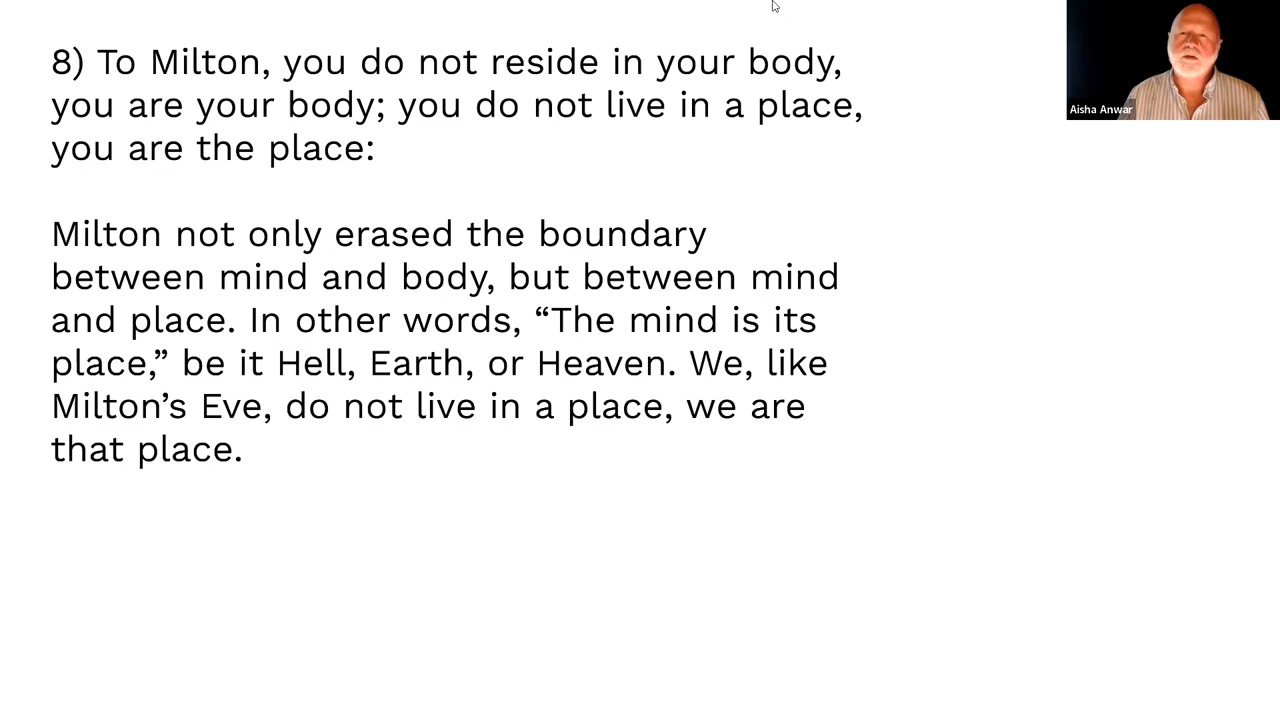 8) To Milton, you do not reside in your body,
you are your body; you do not live in a place,
you are the place:
Milton not only erased the boundary
between mind and body, but between mind
and place. In other words, “The mind is its
place,” be it Hell, Earth, or Heaven. We, like
Milton’s Eve, do not live in a place, we are
that place.
Aisha Anwar